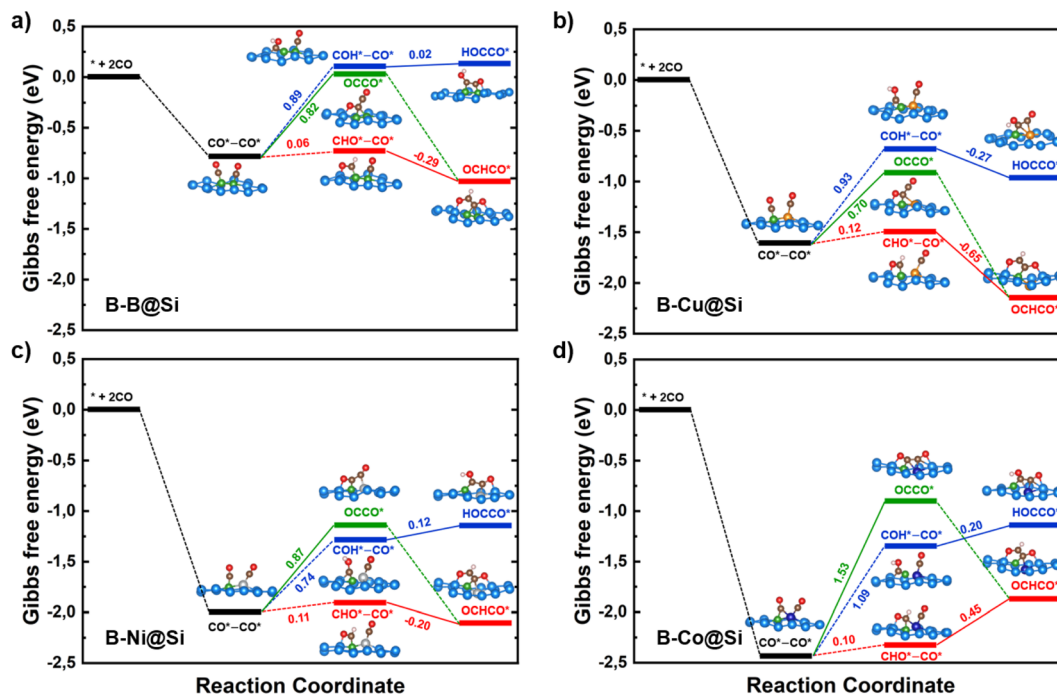 a)
Gibbs free energy (eV)
0,5
0,0
-0,5
-1,0
-1,5
-2,0
-2,5
* + 2CO
CO*−CO*
0.89
0.82
0.06
COH*−CO*
OCCO*
CHO*−CO*
0.02
-0.29
HOCCO*
OCHCO*
B-B@Si
b)
Gibbs free energy (eV)
0,5
0,0
-0,5
-1,0
-1,5
-2,0
-2,5
* + 2CO
CO*−CO*
0.93
0.70
0.12
COH*−CO*
OCCO*
CHO*−CO*
-0.27
-0.65
HOCCO*
OCHCO*
B-Cu@Si
c)
Gibbs free energy (eV)
0,5
0,0
-0,5
-1,0
-1,5
-2,0
-2,5
* + 2CO
CO*−CO*
0.87
0.74
0.11
OCCO*
COH*−CO*
CHO*−CO*
0.12
-0.20
HOCCO*
OCHCO*
B-Ni@Si
d)
Gibbs free energy (eV)
0,5
0,0
-0,5
-1,0
-1,5
-2,0
-2,5
* + 2CO
CO*−CO*
1.53
1.09
0.10
OCCO*
COH*−CO*
CHO*−CO*
0.20
0.45
HOCCO*
OCHCO*
B-Co@Si
Reaction Coordinate
Reaction Coordinate